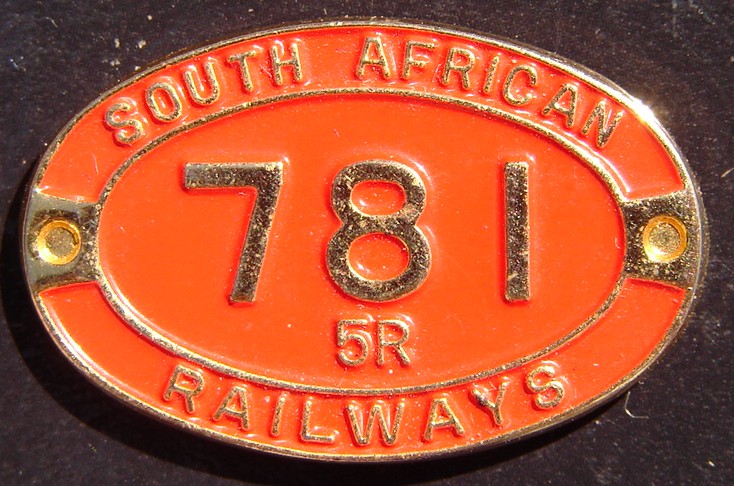 SOUTH AFRICAN
781
5R
RAILWAYS